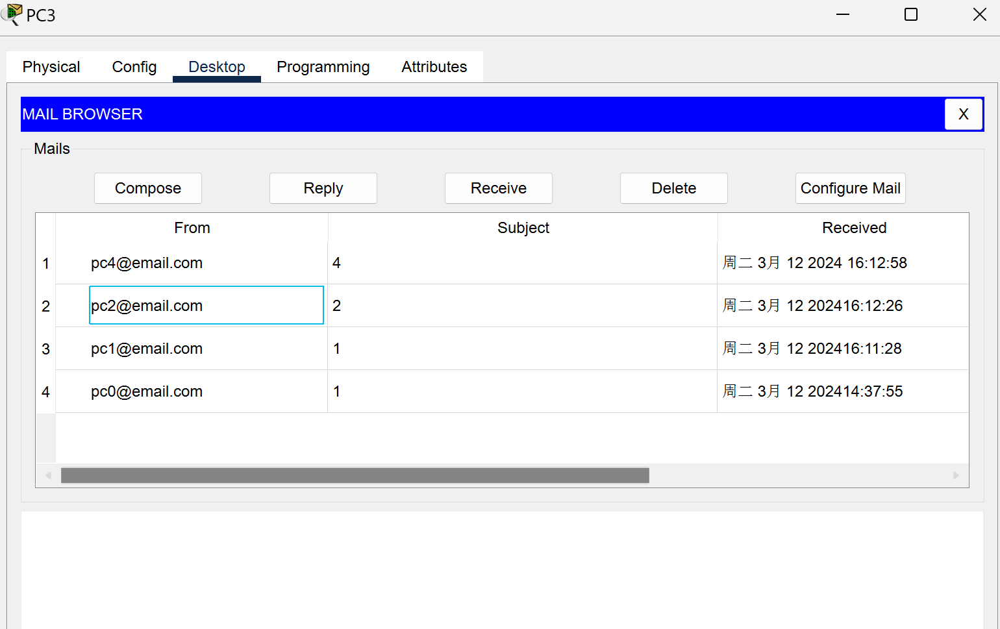 PC3
Physical Config Desktop Programming Attributes
MAIL BROWSER X
Mails
Compose Reply Receive Delete Configure Mail
From Subject Received
1 pc4@email.com 4 周二 3月 12 2024 16:12:58
2 pc2@email.com 2 周二 3月 12 202416:12:26
3 pc1@email.com 1 周二 3月 12 202416:11:28
4 pc0@email.com 1 周二 3月 12 202414:37:55